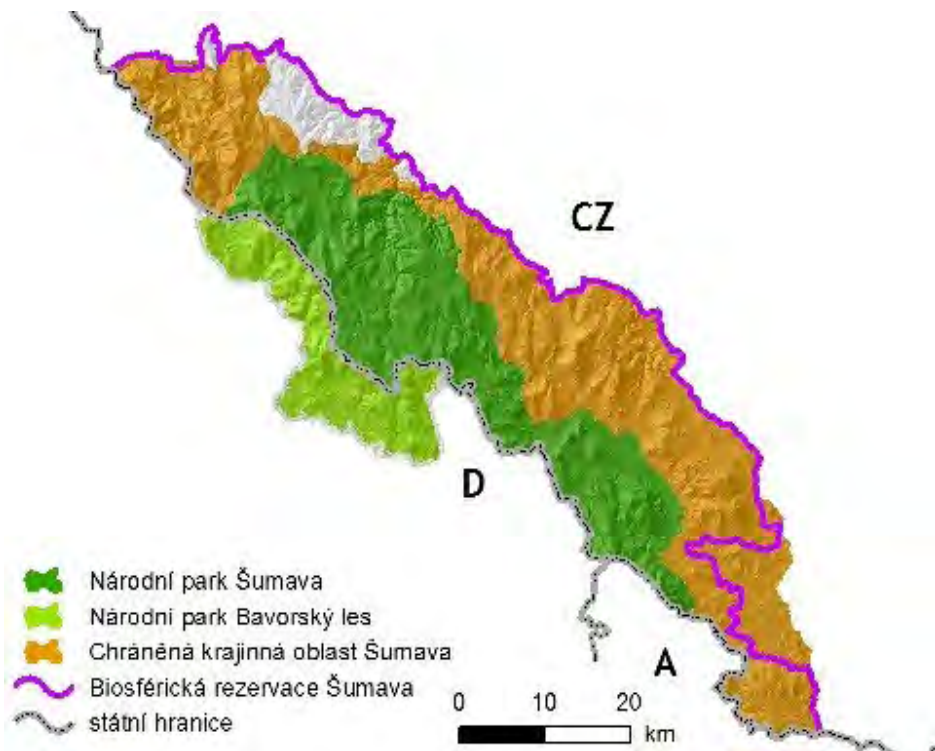 CZ
D
A
Národní park Šumava
Národní park Bavorský les
Chráněná krajinná oblast Šumava
Biosférická rezervace Šumava
státní hranice
0 10 20
km